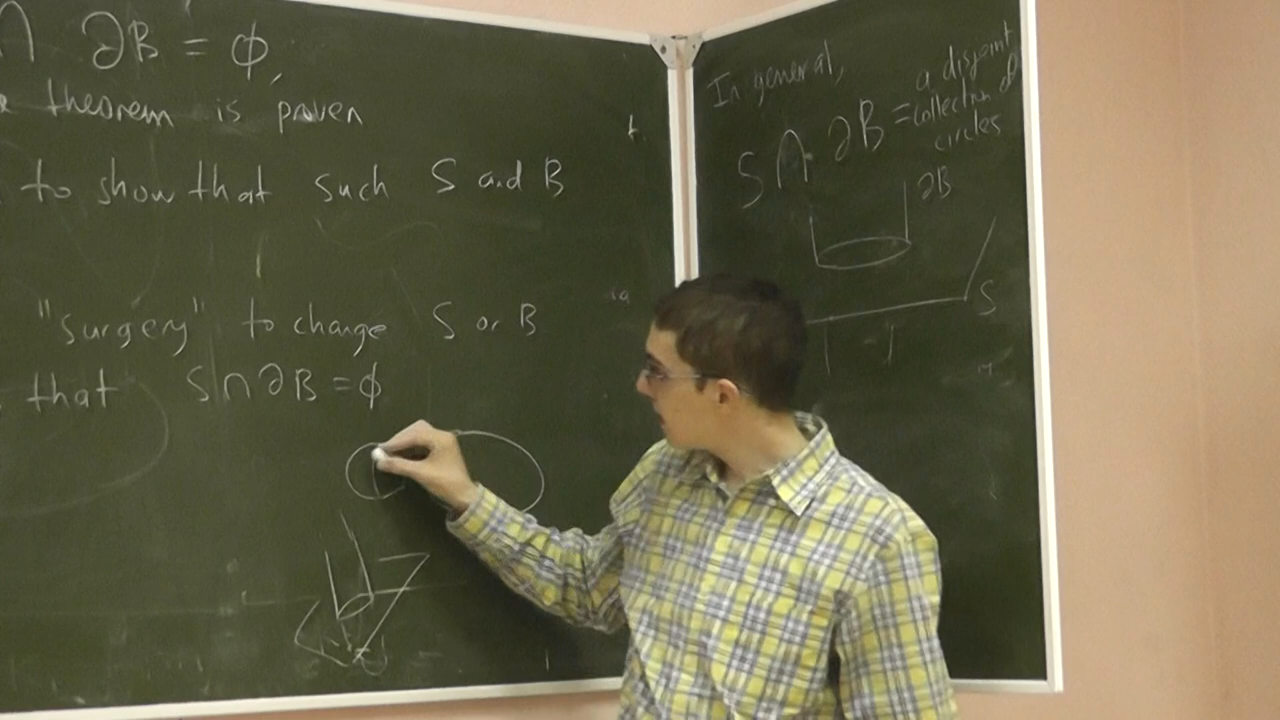 ∩ ∂B = ϕ,
theorem is proven
to show that such S and B
"surgery" to change S or B
that S∩∂B = ϕ
In general,
S ∩ ∂B = a disjoint
collection of
circles
∂B
S